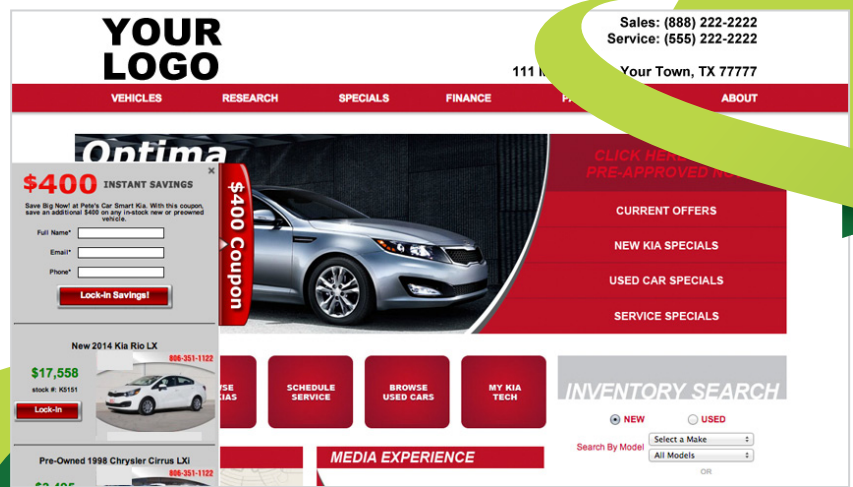 YOUR
LOGO
Sales: (888) 222-2222
Service: (555) 222-2222
111
Your Town, TX 77777
VEHICLES
RESEARCH
SPECIALS
FINANCE
ABOUT
Optima
CLICK HERE
PRE-APPROVED
CURRENT OFFERS
NEW KIA SPECIALS
USED CAR SPECIALS
SERVICE SPECIALS
$400 INSTANT SAVINGS
Save Big Now! at Pete's Car Smart Kia. With this coupon,
save an additional $400 on any in-stock new or preowned
vehicle.
Full Name*
Email*
Phone*
Lock-in Savings!
$400 Coupon
New 2014 Kia Rio LX
806-351-1122
$17,558
stock #: K5151
Lock-In
Pre-Owned 1998 Chrysler Cirrus LXi
806-351-1122
SCHEDULE
SERVICE
BROWSE
USED CARS
MY KIA
TECH
INVENTORY SEARCH
NEW
USED
Search By Model
Select a Make
All Models
OR
MEDIA EXPERIENCE